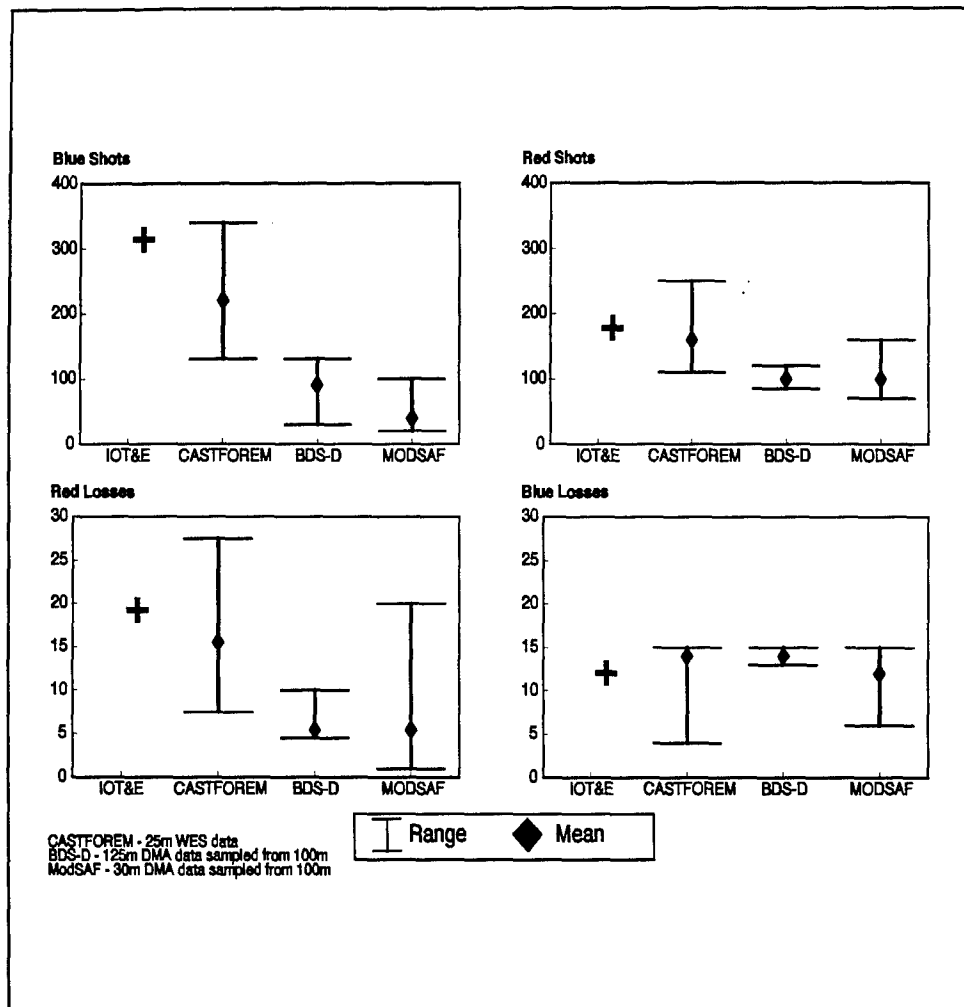 Blue Shots
400
300
200
100
0
IOT&E CASTFOREM BDS-D MODSAF
Red Shots
400
300
200
100
0
IOT&E CASTFOREM BDS-D MODSAF
Red Losses
30
25
20
15
10
5
0
IOT&E CASTFOREM BDS-D MODSAF
Blue Losses
30
25
20
15
10
5
0
IOT&E CASTFOREM BDS-D MODSAF
CASTFOREM - 25m WES data
BDS-D - 125m DMA data sampled from 100m
ModSAF - 30m DMA data sampled from 100m
Range Mean